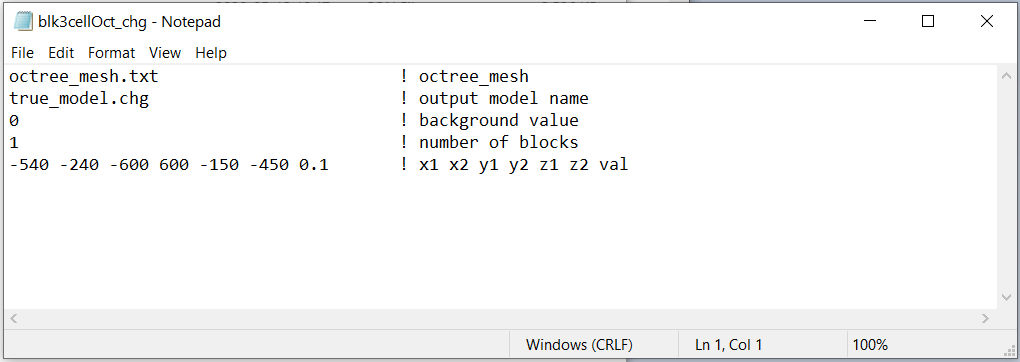 blk3cellOct_chg - Notepad
File Edit Format View Help
octree_mesh.txt ! octree_mesh
true_model.chg ! output model name
0 ! background value
1 ! number of blocks
-540 -240 -600 600 -150 -450 0.1 ! x1 x2 y1 y2 z1 z2 val
Windows (CRLF) Ln 1, Col 1 100%